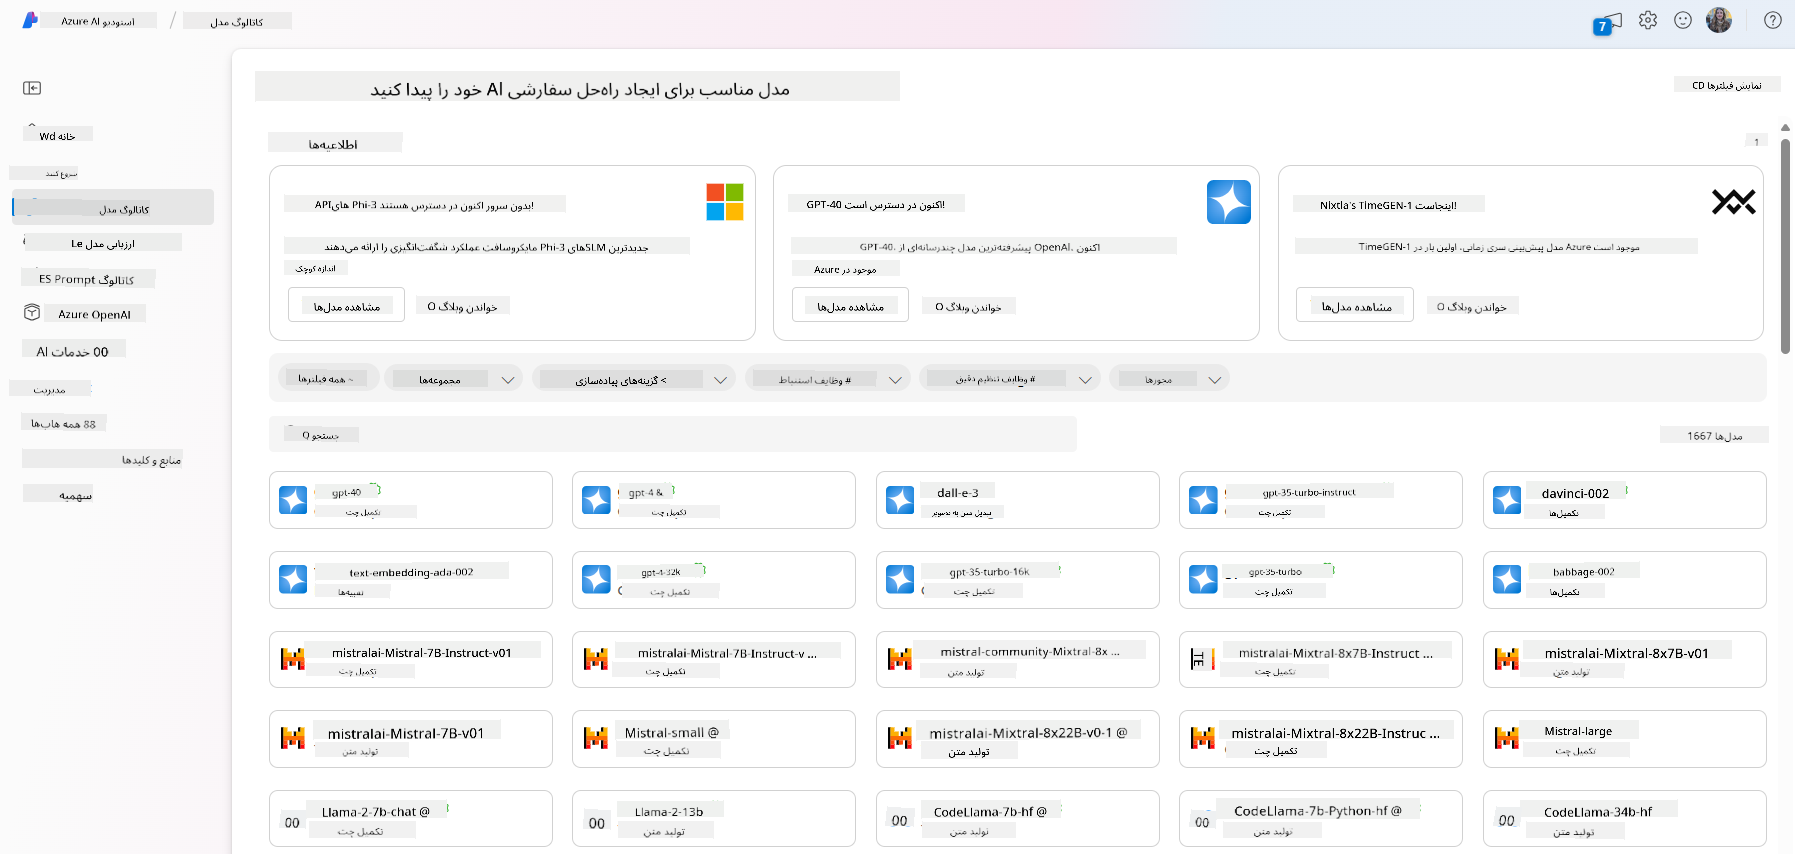 استودیو Azure AI
/
کاتالوگ مدل
7
مدل مناسب برای ایجاد راه‌حل سفارشی AI خود را پیدا کنید
نمایش فیلترها CD
خانه Wd
شروع کنید
کاتالوگ مدل
ارزیابی مدل Le
کاتالوگ ES Prompt
Azure OpenAI
00 خدمات AI
مدیریت
88 همه هاب‌ها
منابع و کلیدها
سهمیه
اطلاعیه‌ها
1
APIهای Phi-3 بدون سرور اکنون در دسترس هستند!
جدیدترین SLMهای Phi-3 مایکروسافت عملکرد شگفت‌انگیزی را ارائه می‌دهند
اندازه کوچک
مشاهده مدل‌ها
خواندن وبلاگ O
GPT-40 اکنون در دسترس است!
اکنون OpenAI، پیشرفته‌ترین مدل چندرسانه‌ای از GPT-40،
موجود در Azure
مشاهده مدل‌ها
خواندن وبلاگ O
Nixtla's TimeGEN-1 اینجاست!
TimeGEN-1 مدل پیش‌بینی سری زمانی، اولین بار در Azure موجود است
مشاهده مدل‌ها
خواندن وبلاگ O
~ همه فیلترها
مجموعه‌ها
> گزینه‌های پیاده‌سازی
# وظایف استنباط
# وظایف تنظیم دقیق
مجوزها
جستجو Q
مدل‌ها 1667
gpt-40
تکمیل چت
gpt-4 &
تکمیل چت
dall-e-3
تبدیل متن به تصویر
gpt-35-turbo-instruct
تکمیل چت
davinci-002
تکمیل‌ها
text-embedding-ada-002
تعبیه‌ها
gpt-4-32k
تکمیل چت
gpt-35-turbo-16k
تکمیل چت
gpt-35-turbo
تکمیل چت
babbage-002
تکمیل‌ها
mistralai-Mistral-7B-Instruct-v01
تکمیل چت
mistralai-Mistral-7B-Instruct-v ...
تکمیل چت
mistral-community-Mixtral-8x ...
تولید متن
mistralai-Mixtral-8x7B-Instruct ...
تکمیل چت
mistralai-Mixtral-8x7B-v01
تولید متن
mistralai-Mistral-7B-v01
تولید متن
Mistral-small @
تکمیل چت
mistralai-Mixtral-8x22B-v0-1 @
تولید متن
mistralai-Mixtral-8x22B-Instruc ...
تکمیل چت
Mistral-large
تکمیل چت
00
Llama-2-7b-chat @
تکمیل چت
00
Llama-2-13b
تولید متن
00
CodeLlama-7b-hf @
تولید متن
00
CodeLlama-7b-Python-hf @
تولید متن
00
CodeLlama-34b-hf
تولید متن